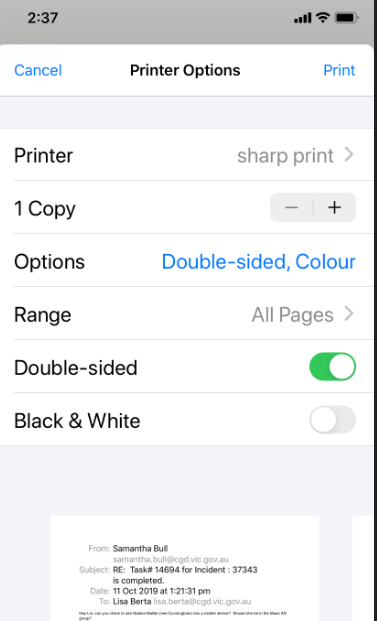 2:37
Cancel Printer Options Print
Printer sharp print
1 Copy
Options Double-sided, Colour
Range All Pages
Double-sided
Black & White
From: Samantha Bull
samantha.bull@cgd.vic.gov.au
Subject: RE: Task# 14694 for Incident : 37343
is completed.
Date: 11 Oct 2019 at 1:21:31 pm
To: Lisa Berta lisa.berta@cgd.vic.gov.au
Hey Lis, can you check to see Nadine Mallett (nee Cunningham) has a mobile device? Should she be in the Maas AD
group?